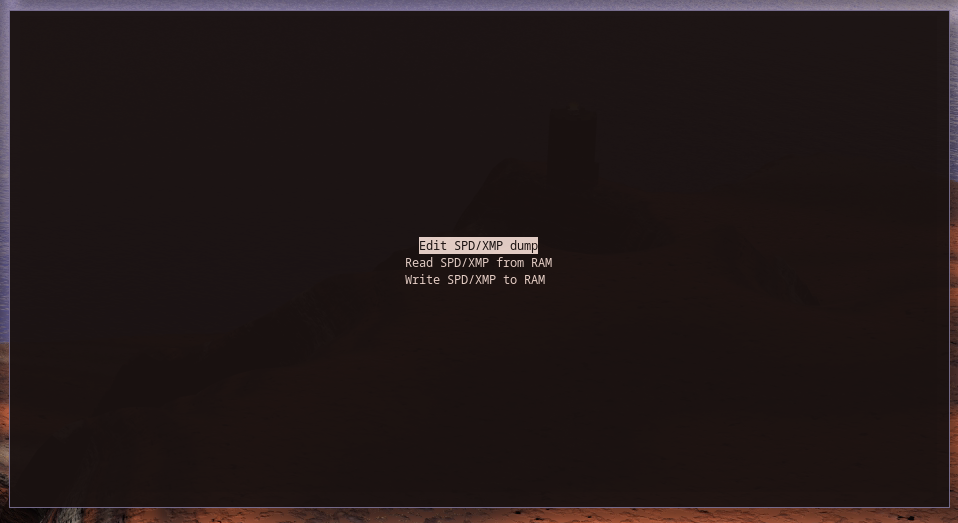 Edit SPD/XMP dump
Read SPD/XMP from RAM
Write SPD/XMP to RAM